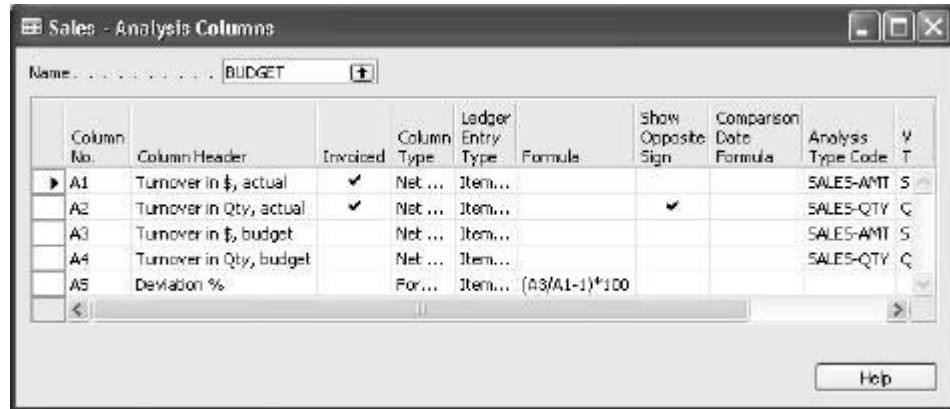 Sales - Analysis Columns
Name. . . . . . . . . . BUDGET
Column No. Column Header Invoiced Column Type Ledger Entry Type Formula Show Opposite Sign Comparison Date Formula Analysis Type Code V T
A1 Turnover in $, actual ✔ Net ... Item... SALES-AMT S
A2 Turnover in Qty, actual ✔ Net ... Item... ✔ SALES-QTY Q
A3 Turnover in $, budget Net ... Item... SALES-AMT S
A4 Turnover in Qty, budget Net ... Item... SALES-QTY Q
A5 Deviation % For... Item... (A3/A1-1)*100
Help